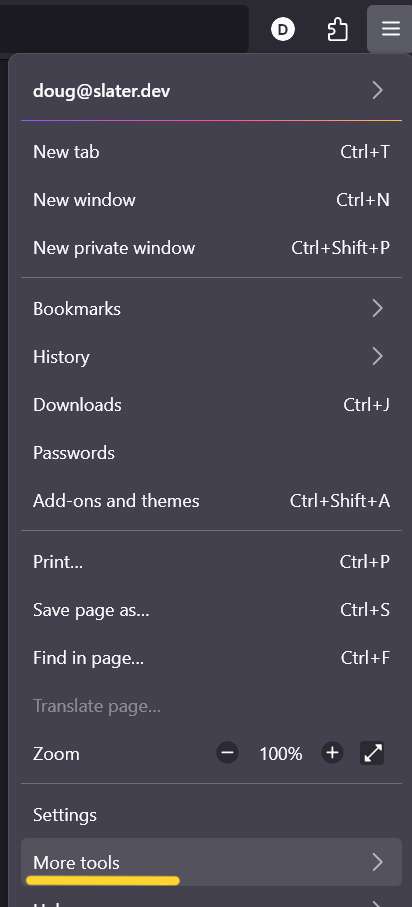 D
doug@slater.dev
New tab Ctrl+T
New window Ctrl+N
New private window Ctrl+Shift+P
Bookmarks
History
Downloads Ctrl+J
Passwords
Add-ons and themes Ctrl+Shift+A
Print... Ctrl+P
Save page as... Ctrl+S
Find in page... Ctrl+F
Translate page...
Zoom − 100% +
Settings
More tools